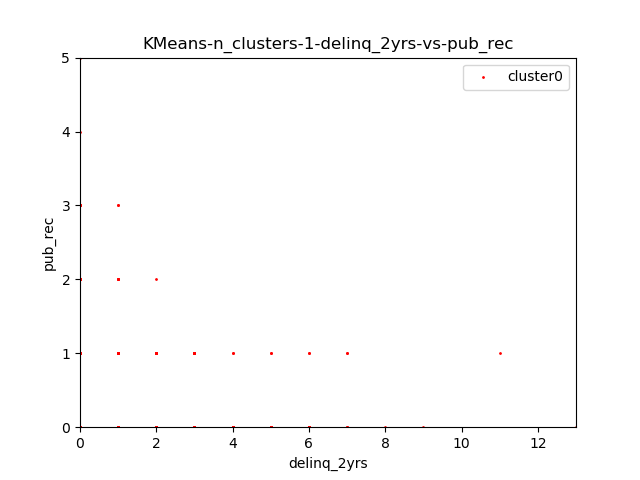 KMeans-n_clusters-1-delinq_2yrs-vs-pub_rec
cluster0
5
4
3
2
1
0
pub_rec
0 2 4 6 8 10 12
delinq_2yrs